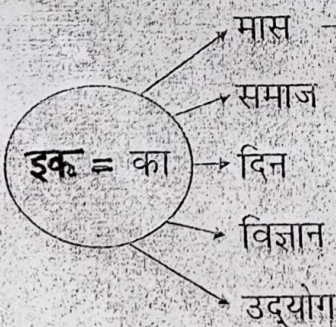 मास
समाज
इक = का
दिन
विज्ञान
उद्योग